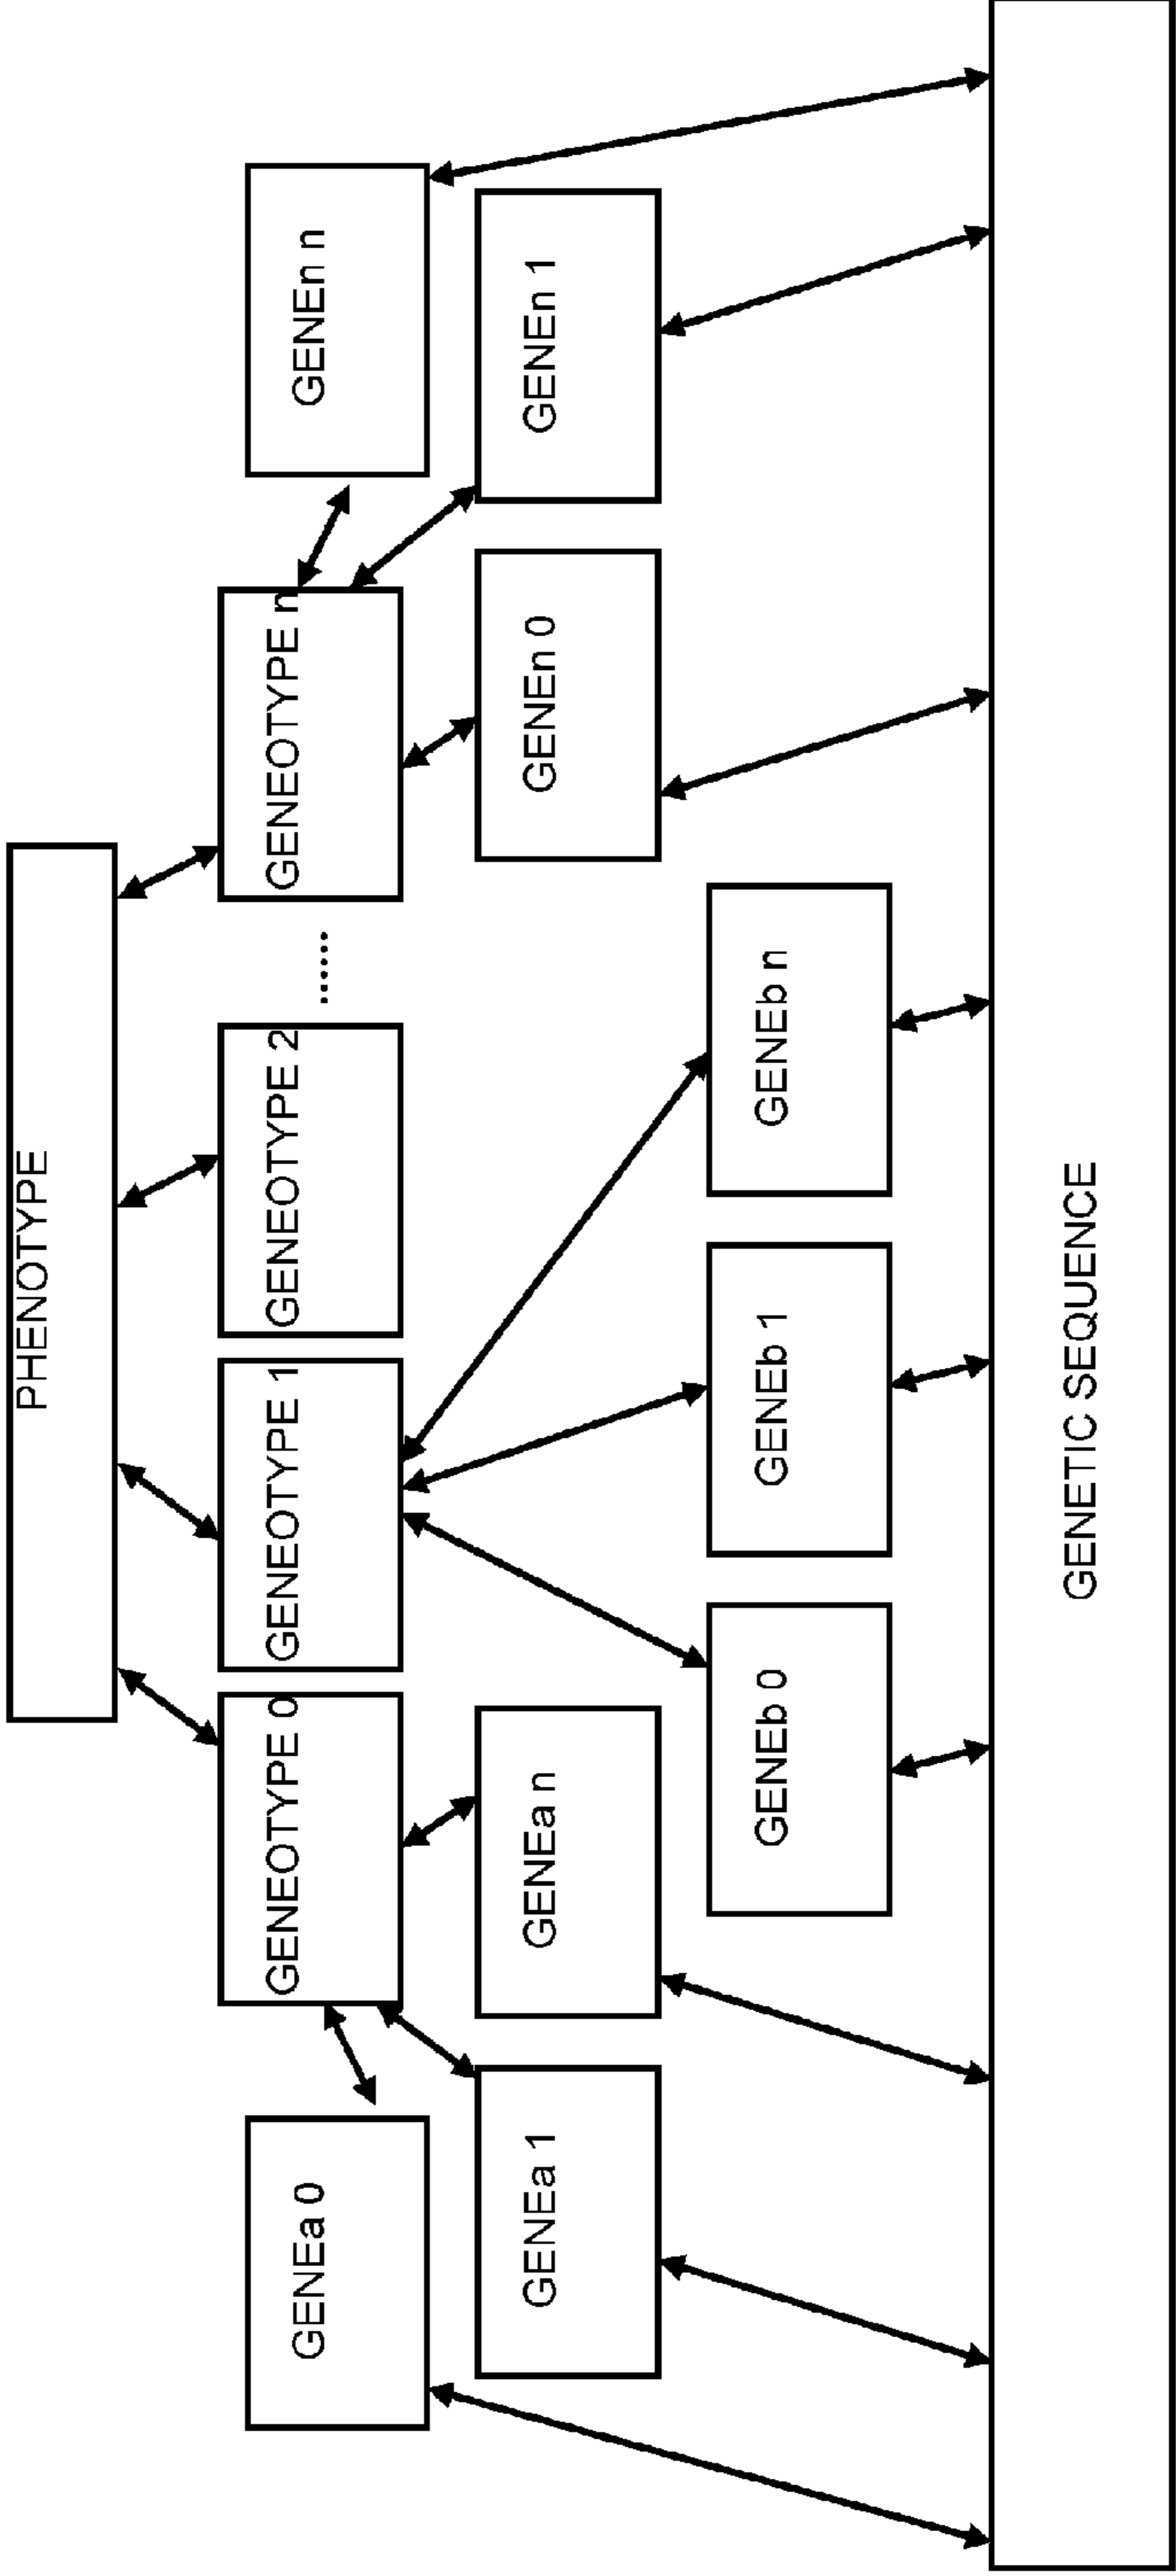 PHENOTYPE
GENEOTYPE 0
GENEOTYPE 1
GENEOTYPE 2
......
GENEOTYPE n
GENEa 0
GENEn n
GENEa 1
GENEa n
GENEn 0
GENEn 1
GENEb 0
GENEb 1
GENEb n
GENETIC SEQUENCE